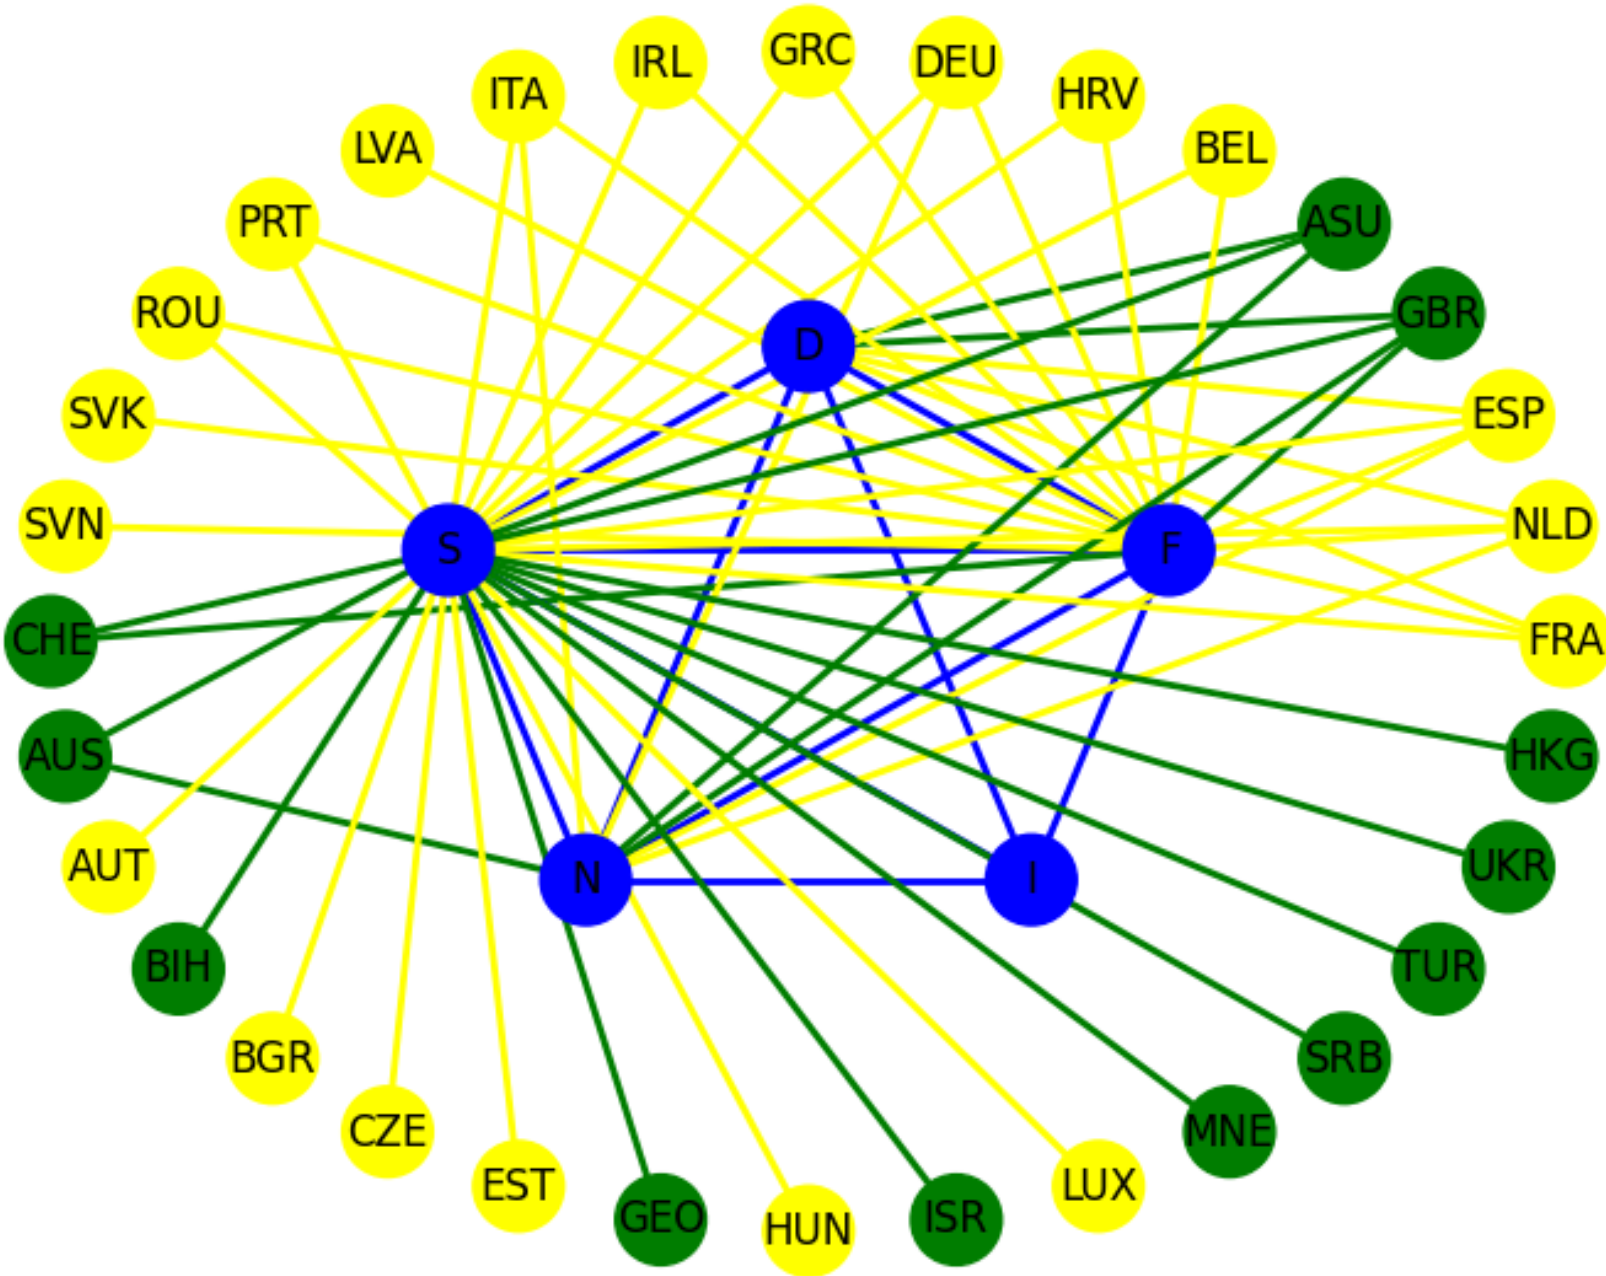 GRC
IRL
DEU
ITA
HRV
LVA
BEL
PRT
ASU
ROU
GBR
D
SVK
ESP
SVN
NLD
S
F
CHE
FRA
AUS
HKG
AUT
UKR
N
I
BIH
TUR
BGR
SRB
CZE
MNE
EST
LUX
GEO
ISR
HUN